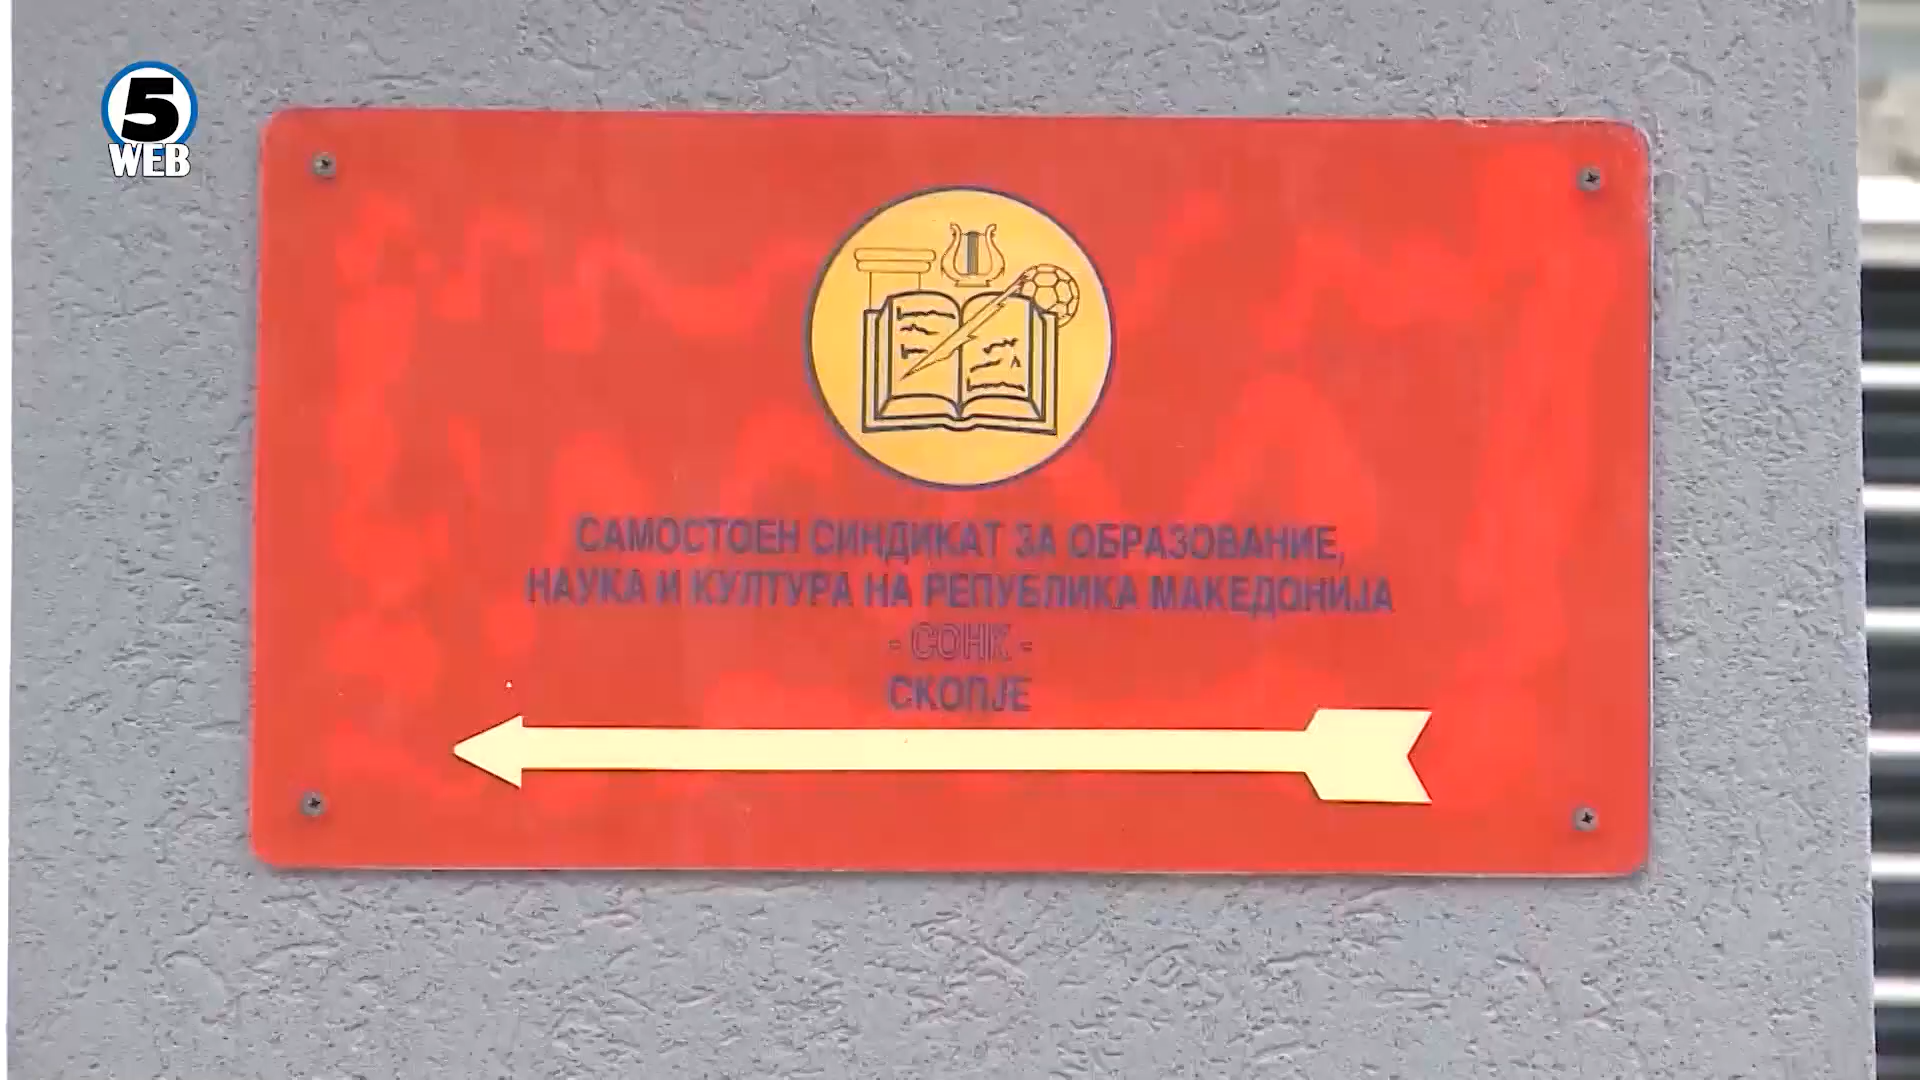 5
WEB
САМОСТОЕН СИНДИКАТ ЗА ОБРАЗОВАНИЕ,
НАУКА И КУЛТУРА НА РЕПУБЛИКА МАКЕДОНИЈА
- СОНК -
СКОПЈЕ